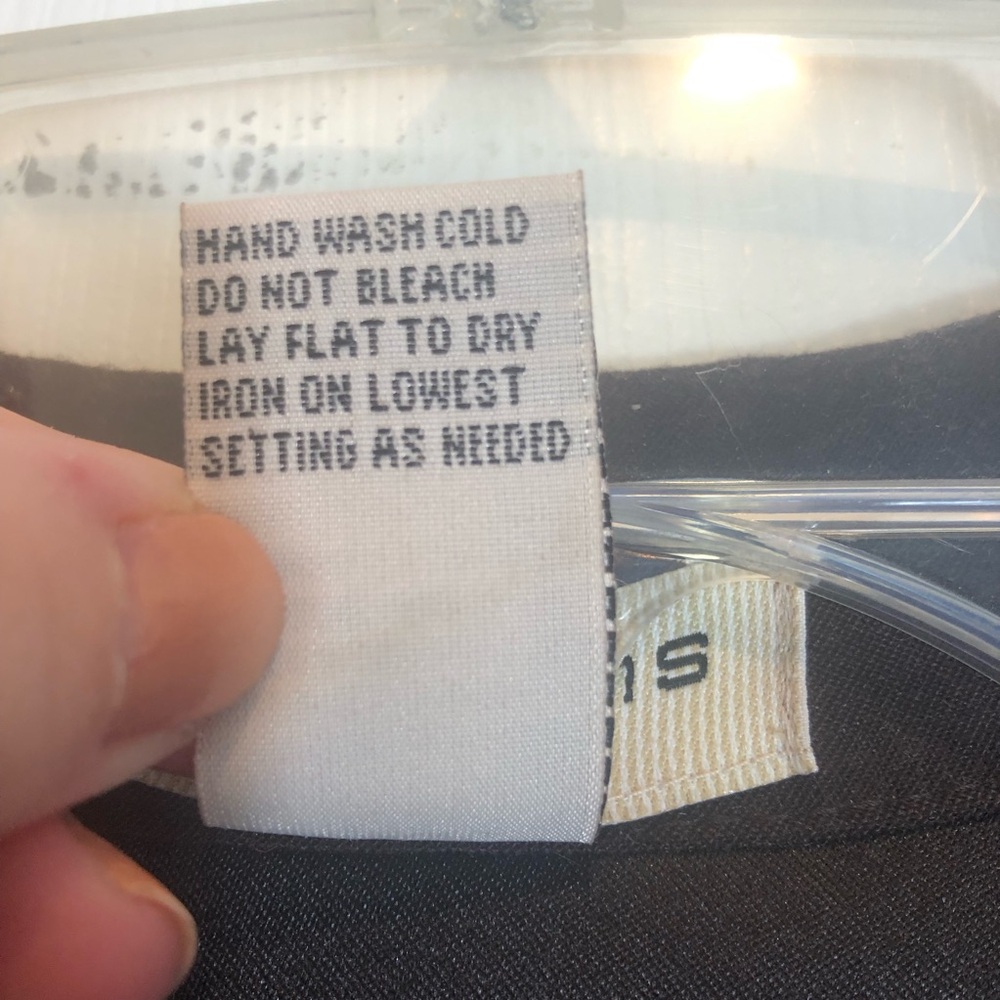 HAND WASH COLD
DO NOT BLEACH
LAY FLAT TO DRY
IRON ON LOWEST
SETTING AS NEEDED